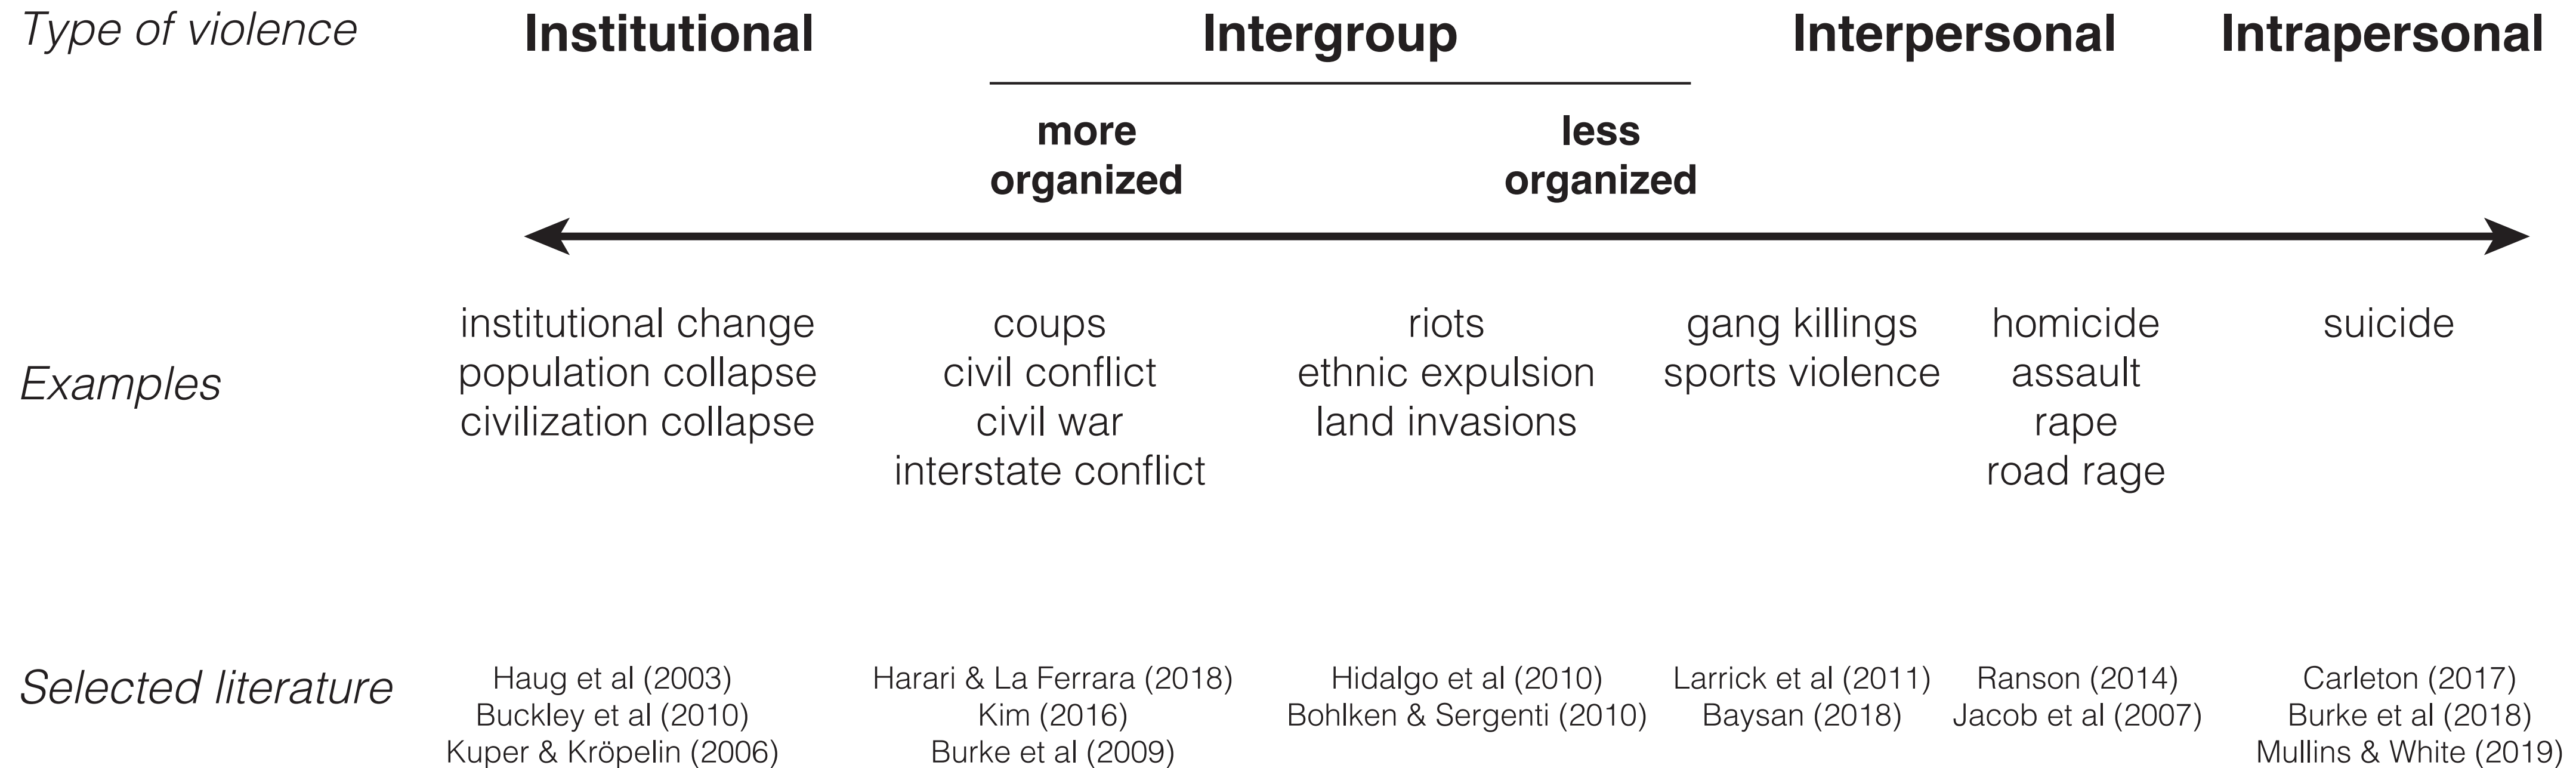 Type of violence Institutional Intergroup Interpersonal Intrapersonal
more less
organized organized
institutional change coups riots gang killings homicide suicide
Examples population collapse civil conflict ethnic expulsion sports violence assault
civilization collapse civil war land invasions rape
interstate conflict road rage
Selected literature Haug et al (2003) Harari & La Ferrara (2018) Hidalgo et al (2010) Larrick et al (2011) Ranson (2014) Carleton (2017)
Buckley et al (2010) Kim (2016) Bohlken & Sergenti (2010) Baysan (2018) Jacob et al (2007) Burke et al (2018)
Kuper & Kröpelin (2006) Burke et al (2009) Mullins & White (2019)